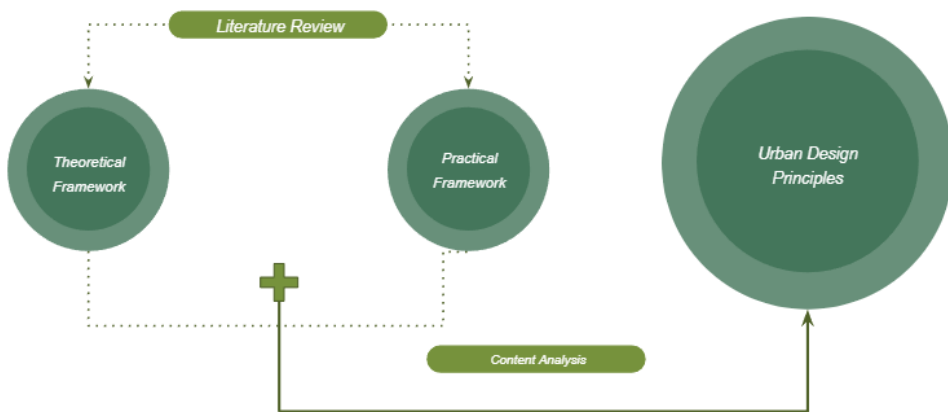 Literature Review
Theoretical
Framework
Practical
Framework
Urban Design
Principles
Content Analysis